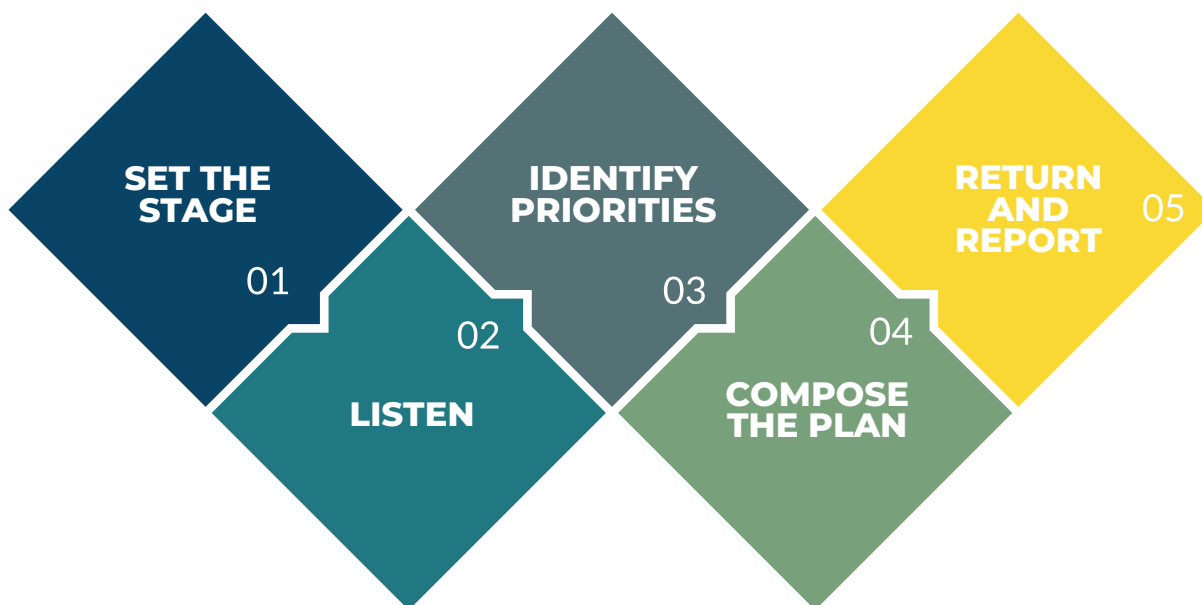 SET THE
STAGE
01
02
LISTEN
IDENTIFY
PRIORITIES
03
04
COMPOSE
THE PLAN
RETURN
AND
REPORT
05